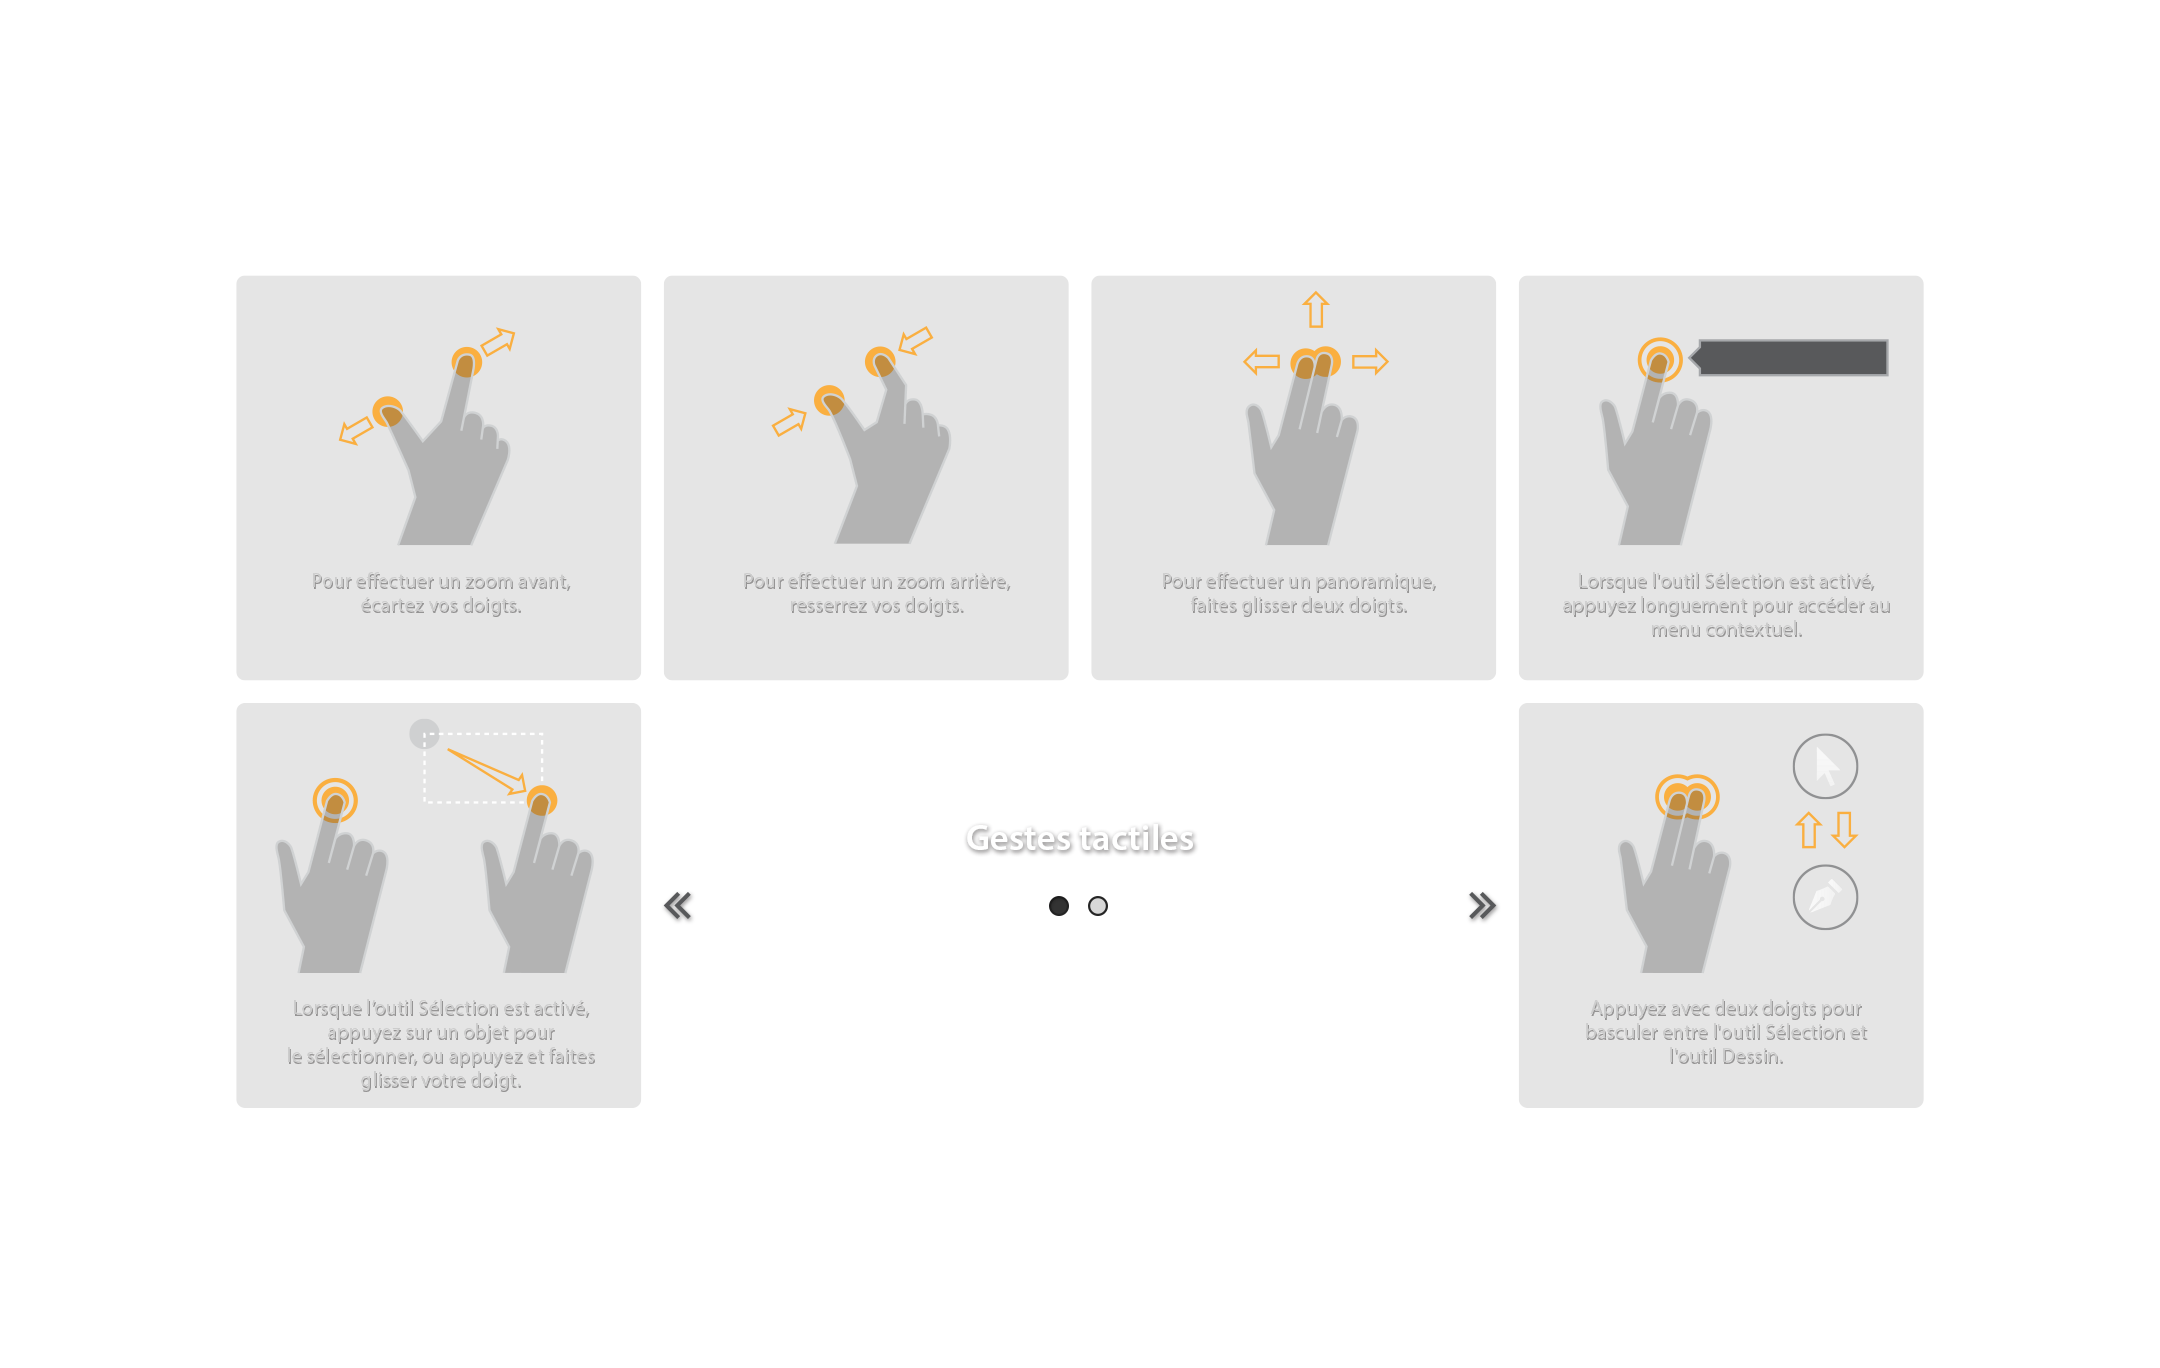 Pour effectuer un zoom avant,
écartez vos doigts.
Pour effectuer un zoom arrière,
resserrez vos doigts.
Pour effectuer un panoramique,
faites glisser deux doigts.
Lorsque l'outil Sélection est activé,
appuyez longuement pour accéder au
menu contextuel.
Lorsque l'outil Sélection est activé,
appuyez sur un objet pour
le sélectionner, ou appuyez et faites
glisser votre doigt.
Gestes tactiles
Appuyez avec deux doigts pour
basculer entre l'outil Sélection et
l'outil Dessin.